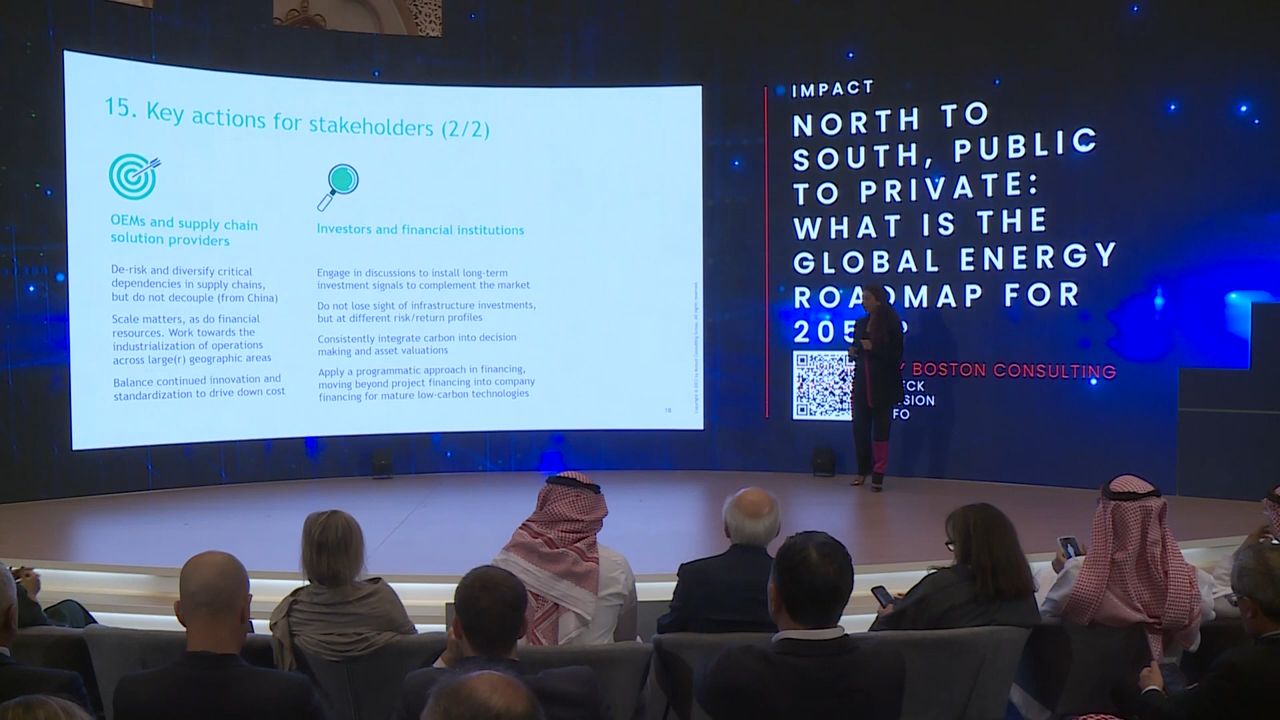 15. Key actions for stakeholders (2/2)
OEMs and supply chain
solution providers
De-risk and diversify critical
dependencies in supply chains,
but do not decouple (from China)
Scale matters, as do financial
resources. Work towards the
industrialization of operations
across large(r) geographic areas
Balance continued innovation and
standardization to drive down cost
Investors and financial institutions
Engage in discussions to install long-term
investment signals to complement the market
Do not lose sight of infrastructure investments,
but at different risk/return profiles
Consistently integrate carbon into decision
making and asset valuations
Apply a programmatic approach in financing,
moving beyond project financing into company
financing for mature low-carbon technologies
18
IMPACT
NORTH TO
SOUTH, PUBLIC
TO PRIVATE:
WHAT IS THE
GLOBAL ENERGY
ROADMAP FOR
205
BOSTON CONSULTING